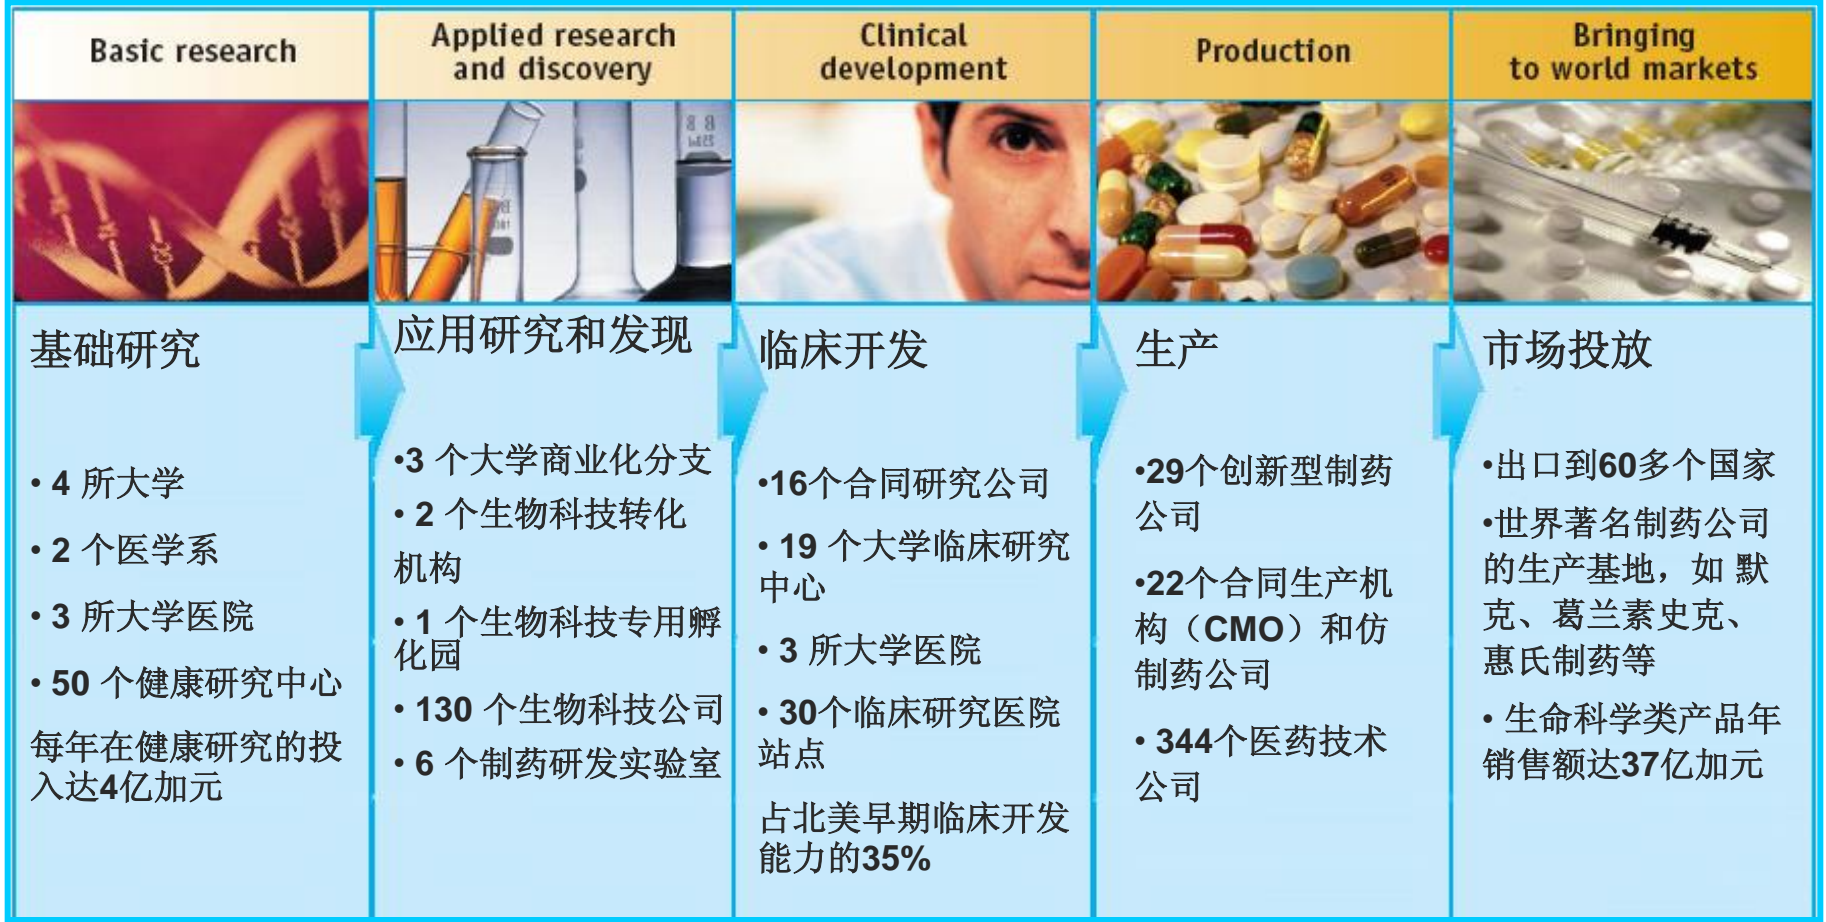 Basic research
Applied research
and discovery
Clinical
development
Production
Bringing
to world markets
基础研究
• 4 所大学
• 2 个医学系
• 3 所大学医院
• 50 个健康研究中心
每年在健康研究的投
入达4亿加元
应用研究和发现
•3 个大学商业化分支
• 2 个生物科技转化
机构
• 1 个生物科技专用孵
化园
• 130 个生物科技公司
• 6 个制药研发实验室
临床开发
•16个合同研究公司
• 19 个大学临床研究
中心
• 3 所大学医院
• 30个临床研究医院
站点
占北美早期临床开发
能力的35%
生产
•29个创新型制药
公司
•22个合同生产机
构（CMO）和仿
制药公司
• 344个医药技术
公司
市场投放
•出口到60多个国家
•世界著名制药公司
的生产基地，如 默
克、葛兰素史克、
惠氏制药等
• 生命科学类产品年
销售额达37亿加元